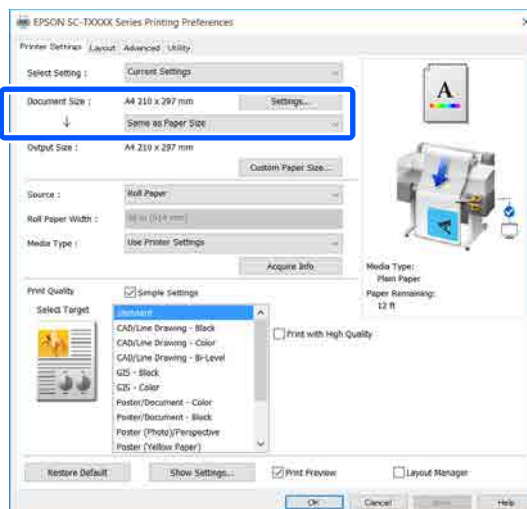 EPSON SC-TXXXX Series Printing Preferences
Printer Settings Layout Advanced Utility
Select Setting : Current Settings
Document Size : A4 210 x 297 mm Settings...
↓ Same as Paper Size
Output Size : A4 210 x 297 mm
Custom Paper Size...
Source : Roll Paper
Roll Paper Width :
Media Type : Use Printer Settings
Acquire Info
A
Media Type:
Plain Paper
Paper Remaining:
12 ft
Print Quality Simple Settings
Select Target
Standard
CAD/Line Drawing - Black
CAD/Line Drawing - Color
CAD/Line Drawing - Bi-Level
GIS - Black
GIS - Color
Poster/Document - Color
Poster/Document - Black
Poster (Photo)/Perspective
Poster (Yellow Paper)
Print with High Quality
Restore Default Show Settings... Print Preview Layout Manager
OK Cancel Help